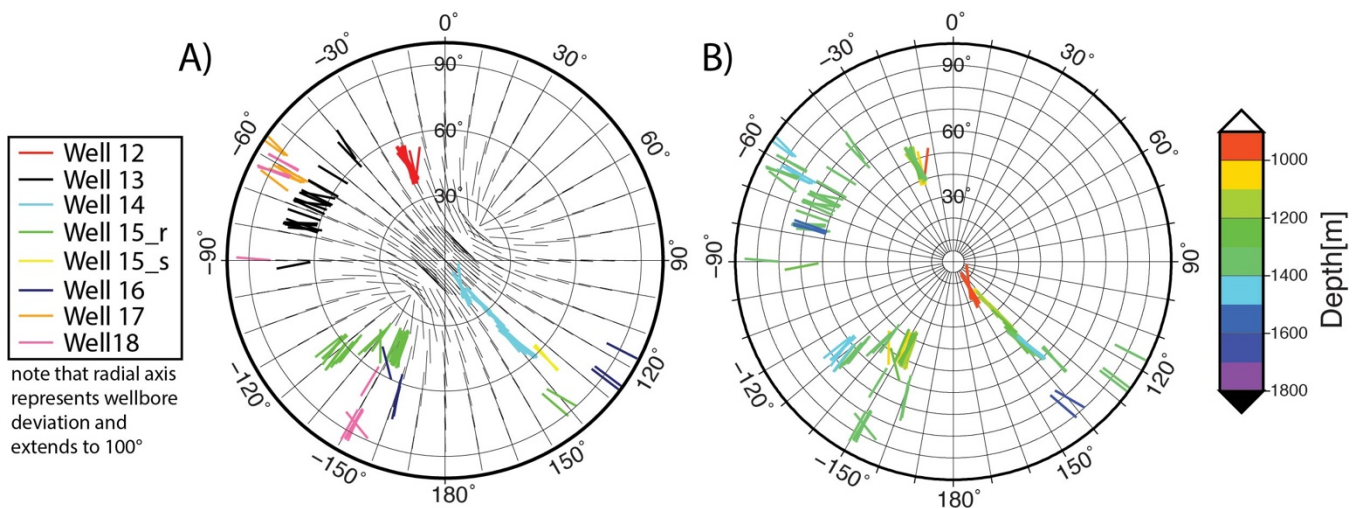 A)
0°
30°
60°
90°
120°
150°
180°
−150°
−120°
−90°
−60°
−30°
90°
60°
30°
Well 12
Well 13
Well 14
Well 15_r
Well 15_s
Well 16
Well 17
Well18
note that radial axis
represents wellbore
deviation and
extends to 100°
B)
0°
30°
60°
90°
120°
150°
180°
−150°
−120°
−90°
−60°
−30°
90°
60°
30°
1000
1200
1400
1600
1800
Depth[m]